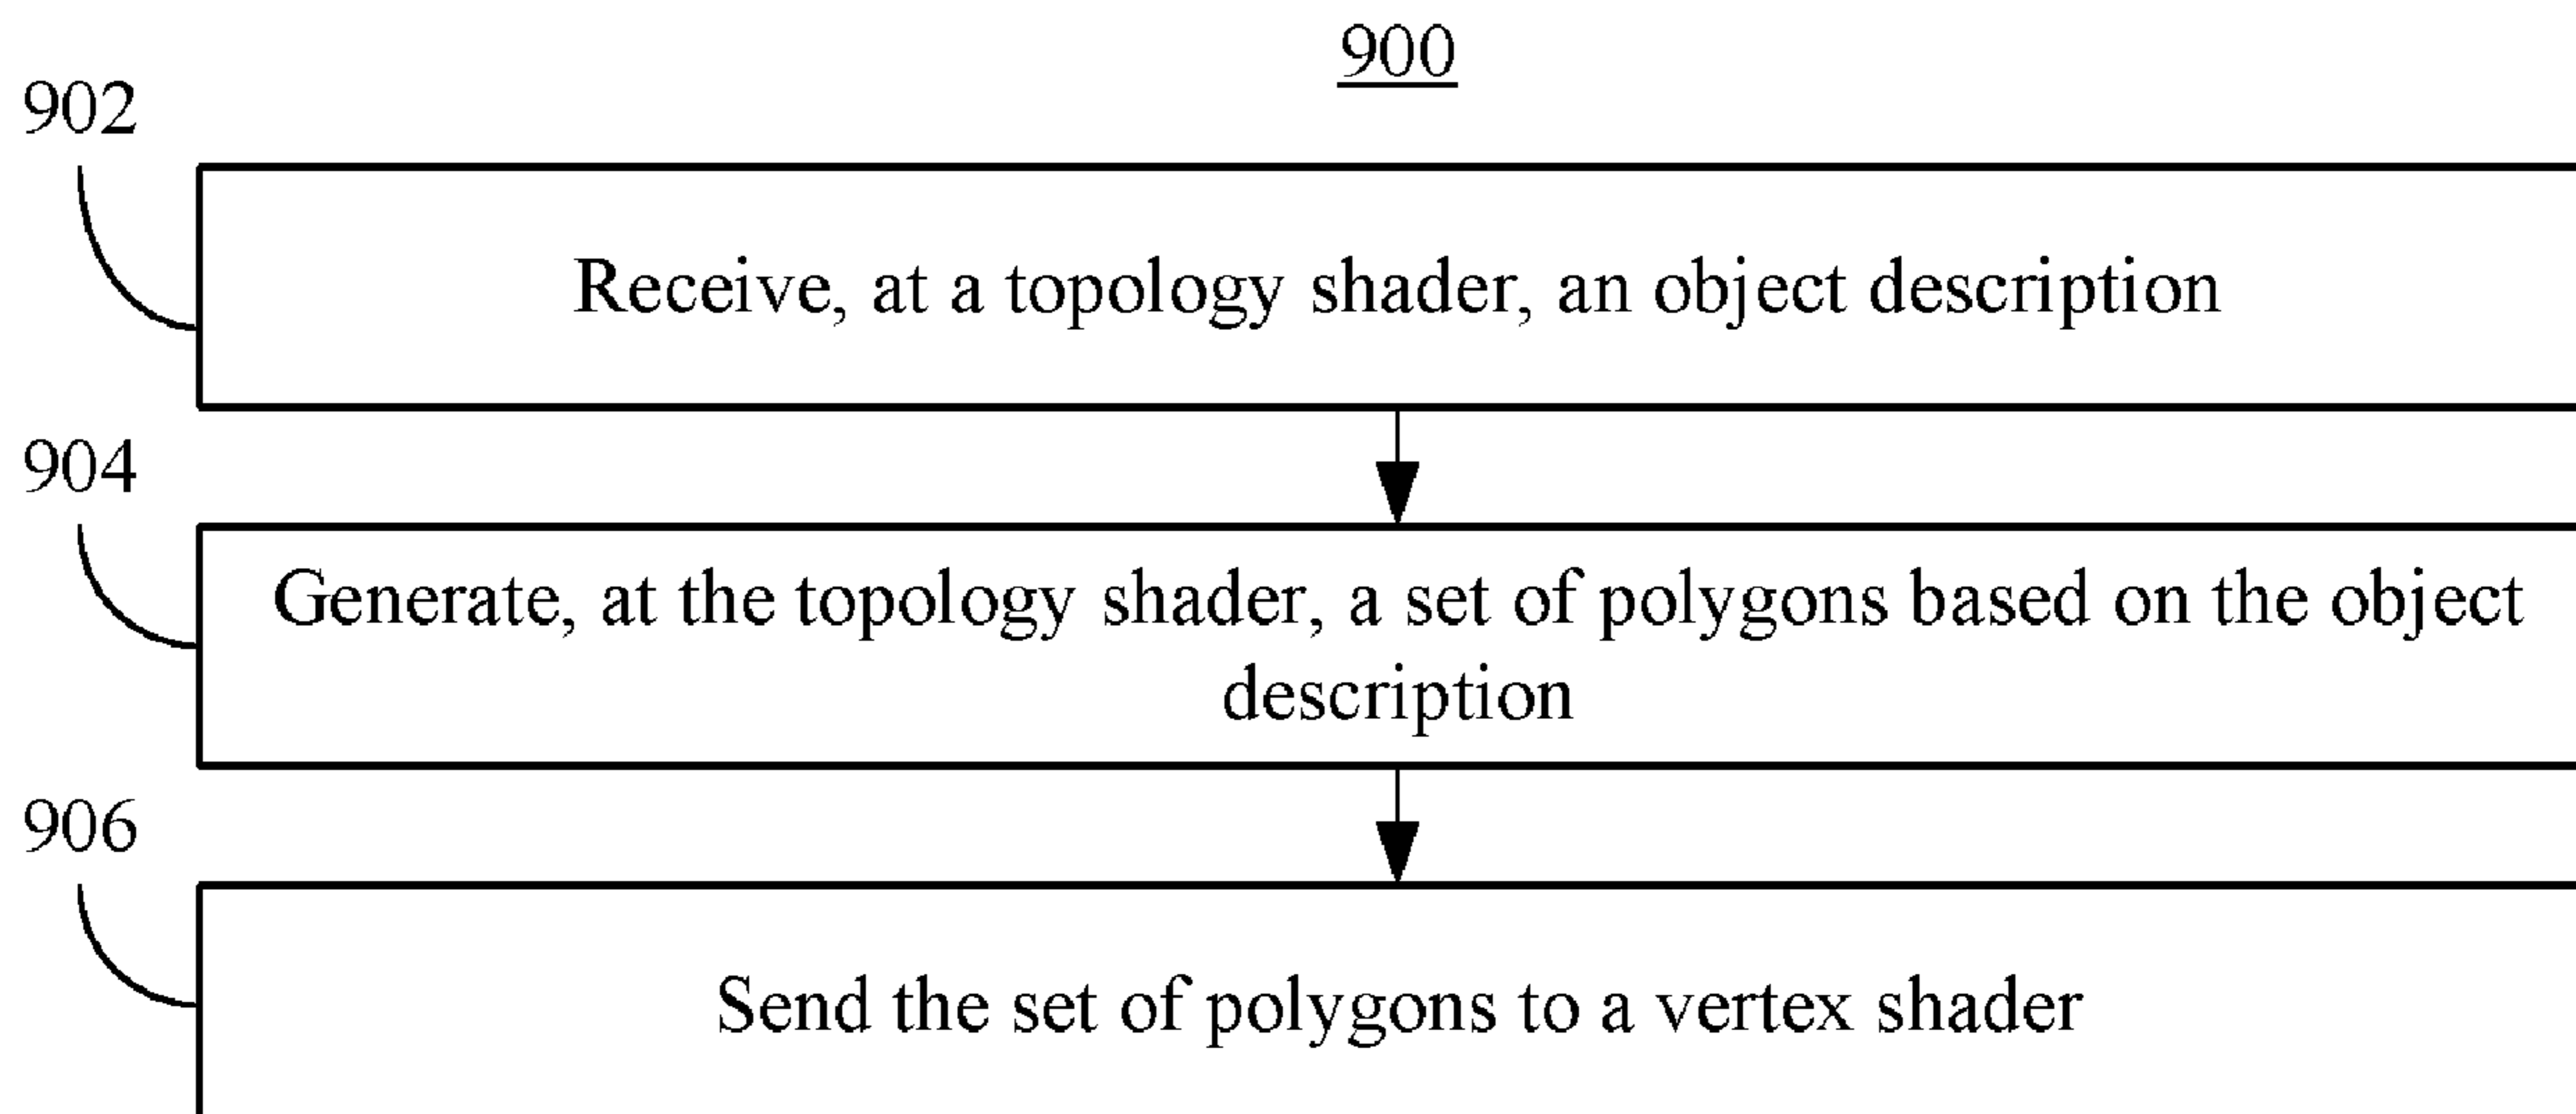 900
902
Receive, at a topology shader, an object description
904
Generate, at the topology shader, a set of polygons based on the object
description
906
Send the set of polygons to a vertex shader